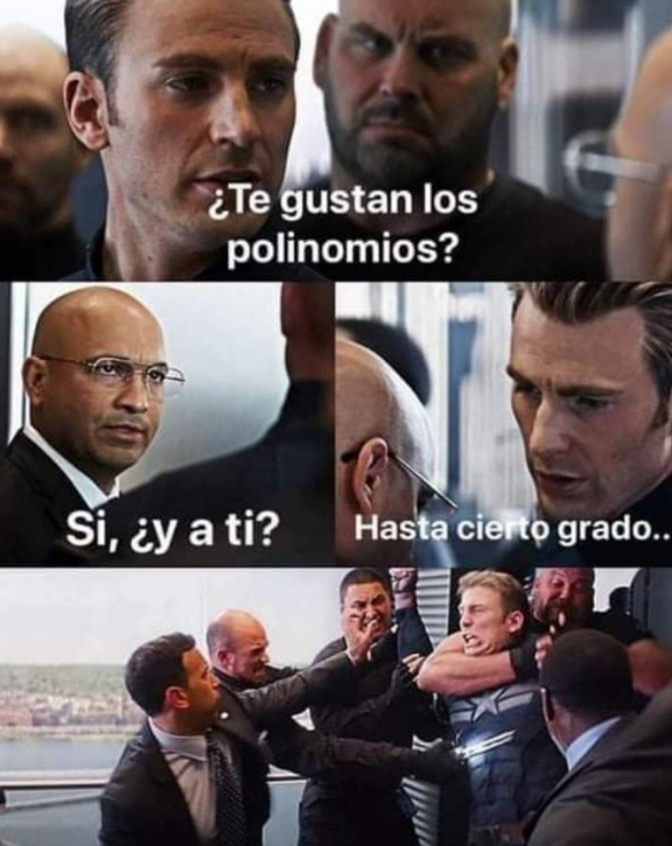 ¿Te gustan los
polinomios?
Si, ¿y a ti?
Hasta cierto grado..